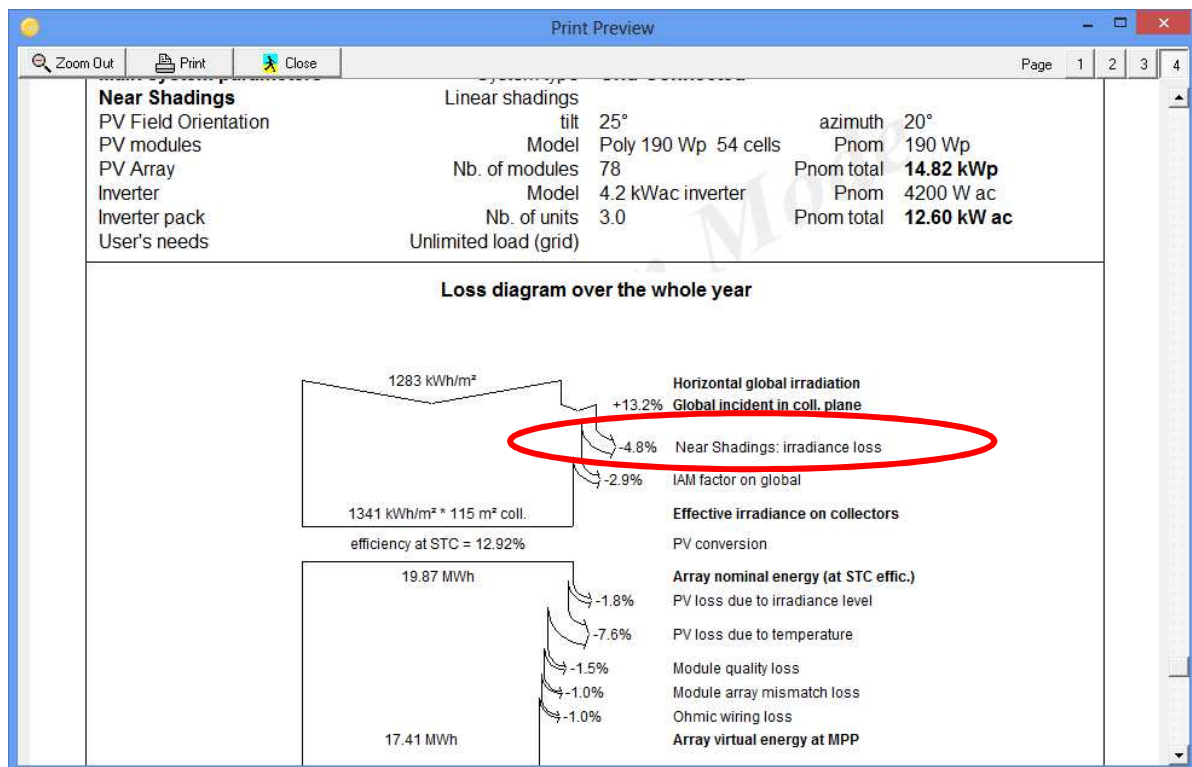 Print Preview
Zoom Out Print Close Page 1 2 3 4
Near Shadings Linear shadings
PV Field Orientation tilt 25° azimuth 20°
PV modules Model Poly 190 Wp 54 cells Pnom 190 Wp
PV Array Nb. of modules 78 Pnom total 14.82 kWp
Inverter Model 4.2 kWac inverter Pnom 4200 W ac
Inverter pack Nb. of units 3.0 Pnom total 12.60 kW ac
User's needs Unlimited load (grid)
Loss diagram over the whole year
1283 kWh/m² Horizontal global irradiation
+13.2% Global incident in coll. plane
-4.8% Near Shadings: irradiance loss
-2.9% IAM factor on global
1341 kWh/m² * 115 m² coll. Effective irradiance on collectors
efficiency at STC = 12.92% PV conversion
19.87 MWh Array nominal energy (at STC effic.)
-1.8% PV loss due to irradiance level
-7.6% PV loss due to temperature
-1.5% Module quality loss
-1.0% Module array mismatch loss
-1.0% Ohmic wiring loss
17.41 MWh Array virtual energy at MPP